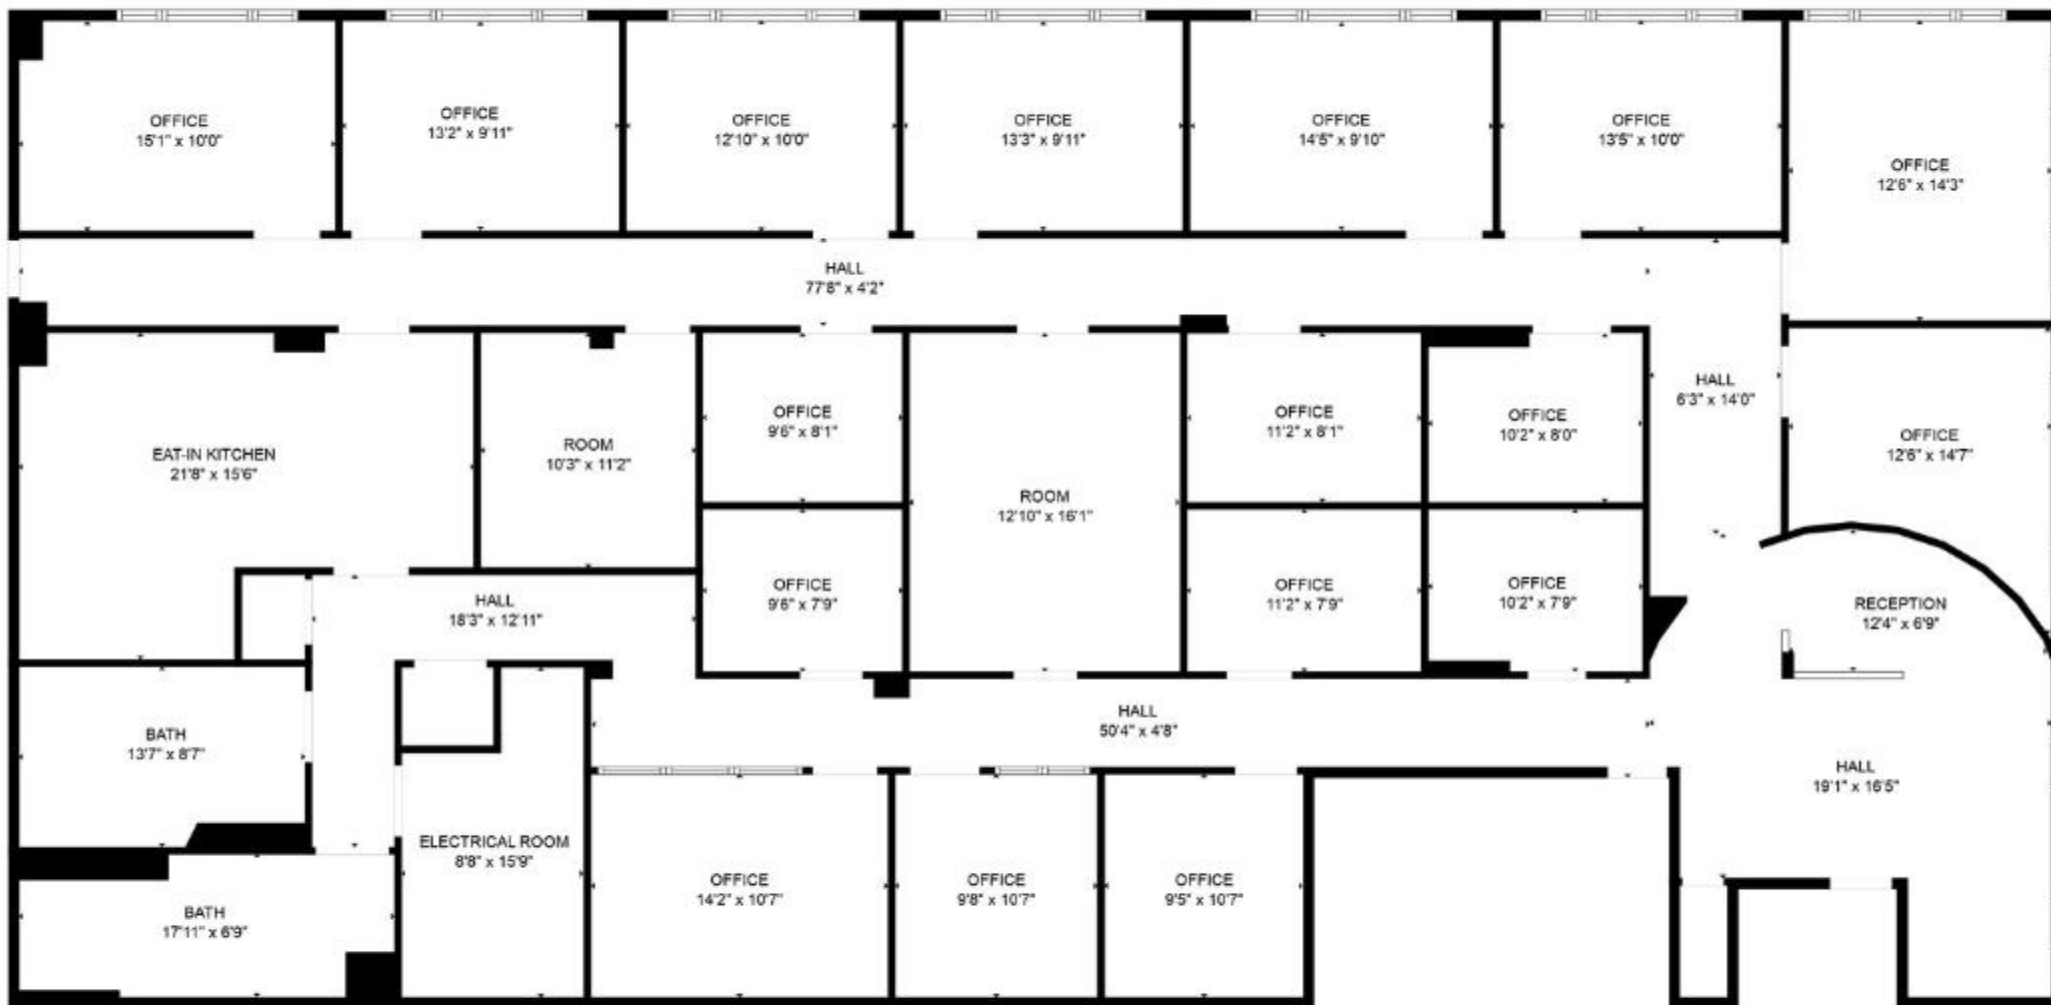 OFFICE
15'1" x 10'0"
OFFICE
13'2" x 9'11"
OFFICE
12'10" x 10'0"
OFFICE
13'3" x 9'11"
OFFICE
14'5" x 9'10"
OFFICE
13'5" x 10'0"
OFFICE
12'6" x 14'3"
HALL
77'8" x 4'2"
EAT-IN KITCHEN
21'8" x 15'6"
ROOM
10'3" x 11'2"
OFFICE
9'6" x 8'1"
ROOM
12'10" x 16'1"
OFFICE
11'2" x 8'1"
OFFICE
10'2" x 8'0"
HALL
6'3" x 14'0"
OFFICE
12'6" x 14'7"
HALL
18'3" x 12'11"
OFFICE
9'6" x 7'9"
OFFICE
11'2" x 7'9"
OFFICE
10'2" x 7'9"
RECEPTION
12'4" x 6'9"
BATH
13'7" x 8'7"
HALL
50'4" x 4'8"
HALL
19'1" x 16'5"
ELECTRICAL ROOM
8'8" x 15'9"
BATH
17'11" x 6'9"
OFFICE
14'2" x 10'7"
OFFICE
9'8" x 10'7"
OFFICE
9'5" x 10'7"